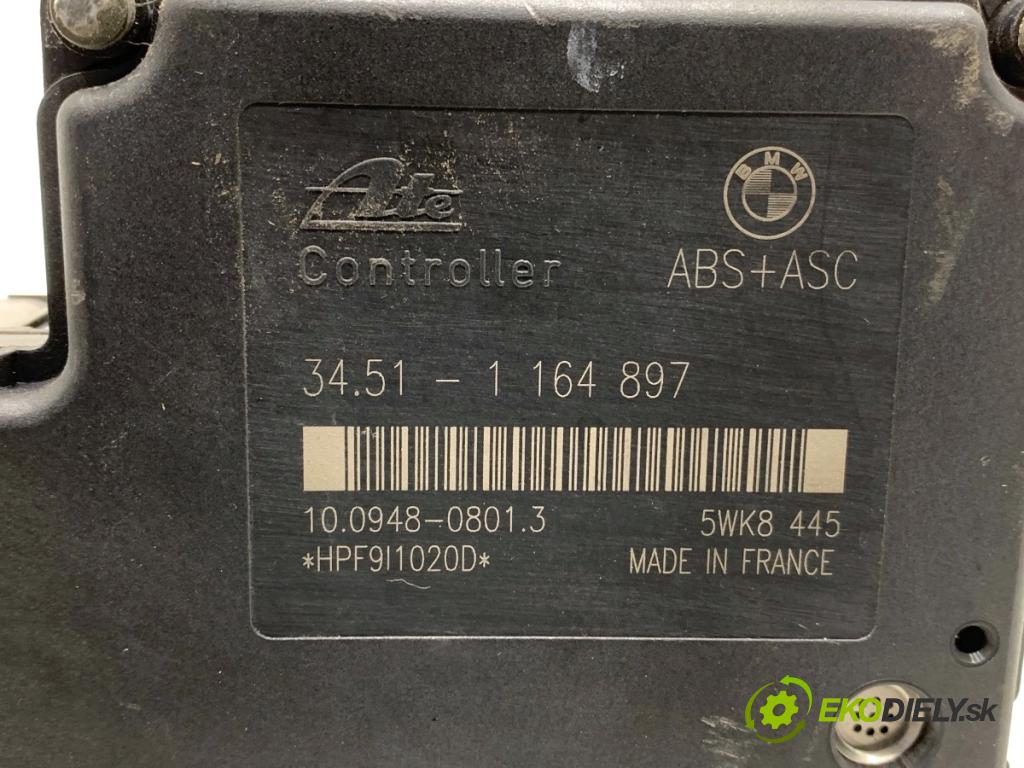 BMW
Ate
Controller
ABS+ASC
34.51 - 1 164 897
10.0948-0801.3
5WK8 445
*HPF9I1020D*
MADE IN FRANCE
EKODIELY.sk